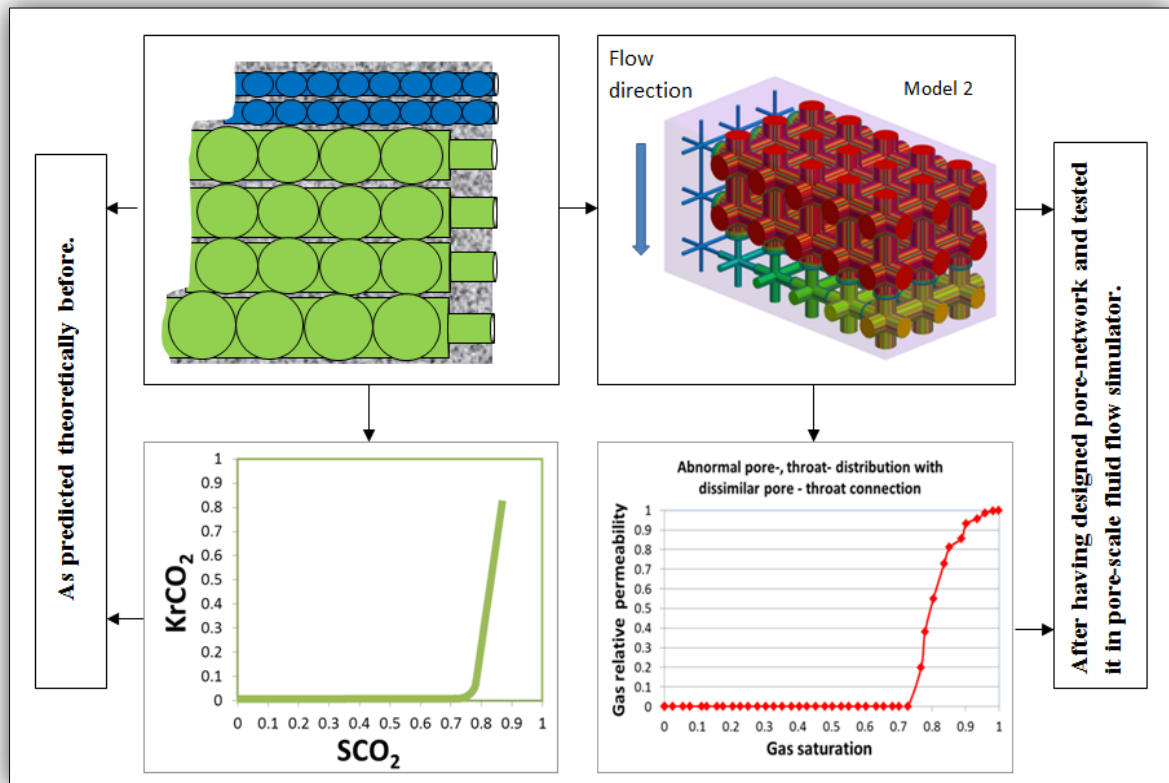 Flow
direction
Model 2
As predicted theoretically before.
After having designed pore-network and tested
it in pore-scale fluid flow simulator.
KrCO2
1
0.9
0.8
0.7
0.6
0.5
0.4
0.3
0.2
0.1
0
0 0.1 0.2 0.3 0.4 0.5 0.6 0.7 0.8 0.9 1
SCO2
Abnormal pore-, throat- distribution with
dissimilar pore - throat connection
Gas relative permeability
1
0.9
0.8
0.7
0.6
0.5
0.4
0.3
0.2
0.1
0
0 0.1 0.2 0.3 0.4 0.5 0.6 0.7 0.8 0.9 1
Gas saturation